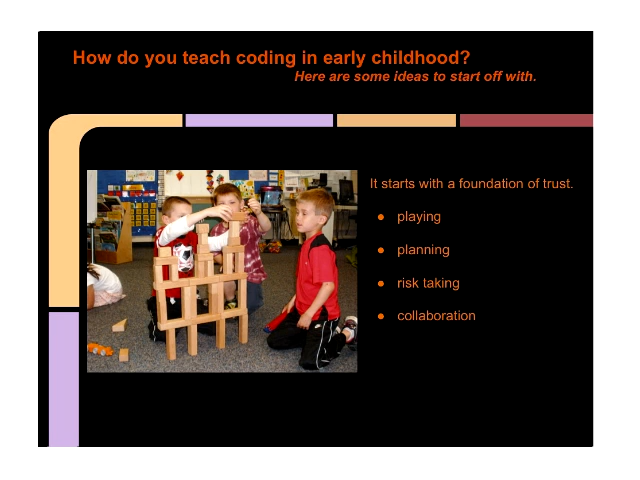 How do you teach coding in early childhood?
Here are some ideas to start off with.
It starts with a foundation of trust.
● playing
● planning
● risk taking
● collaboration